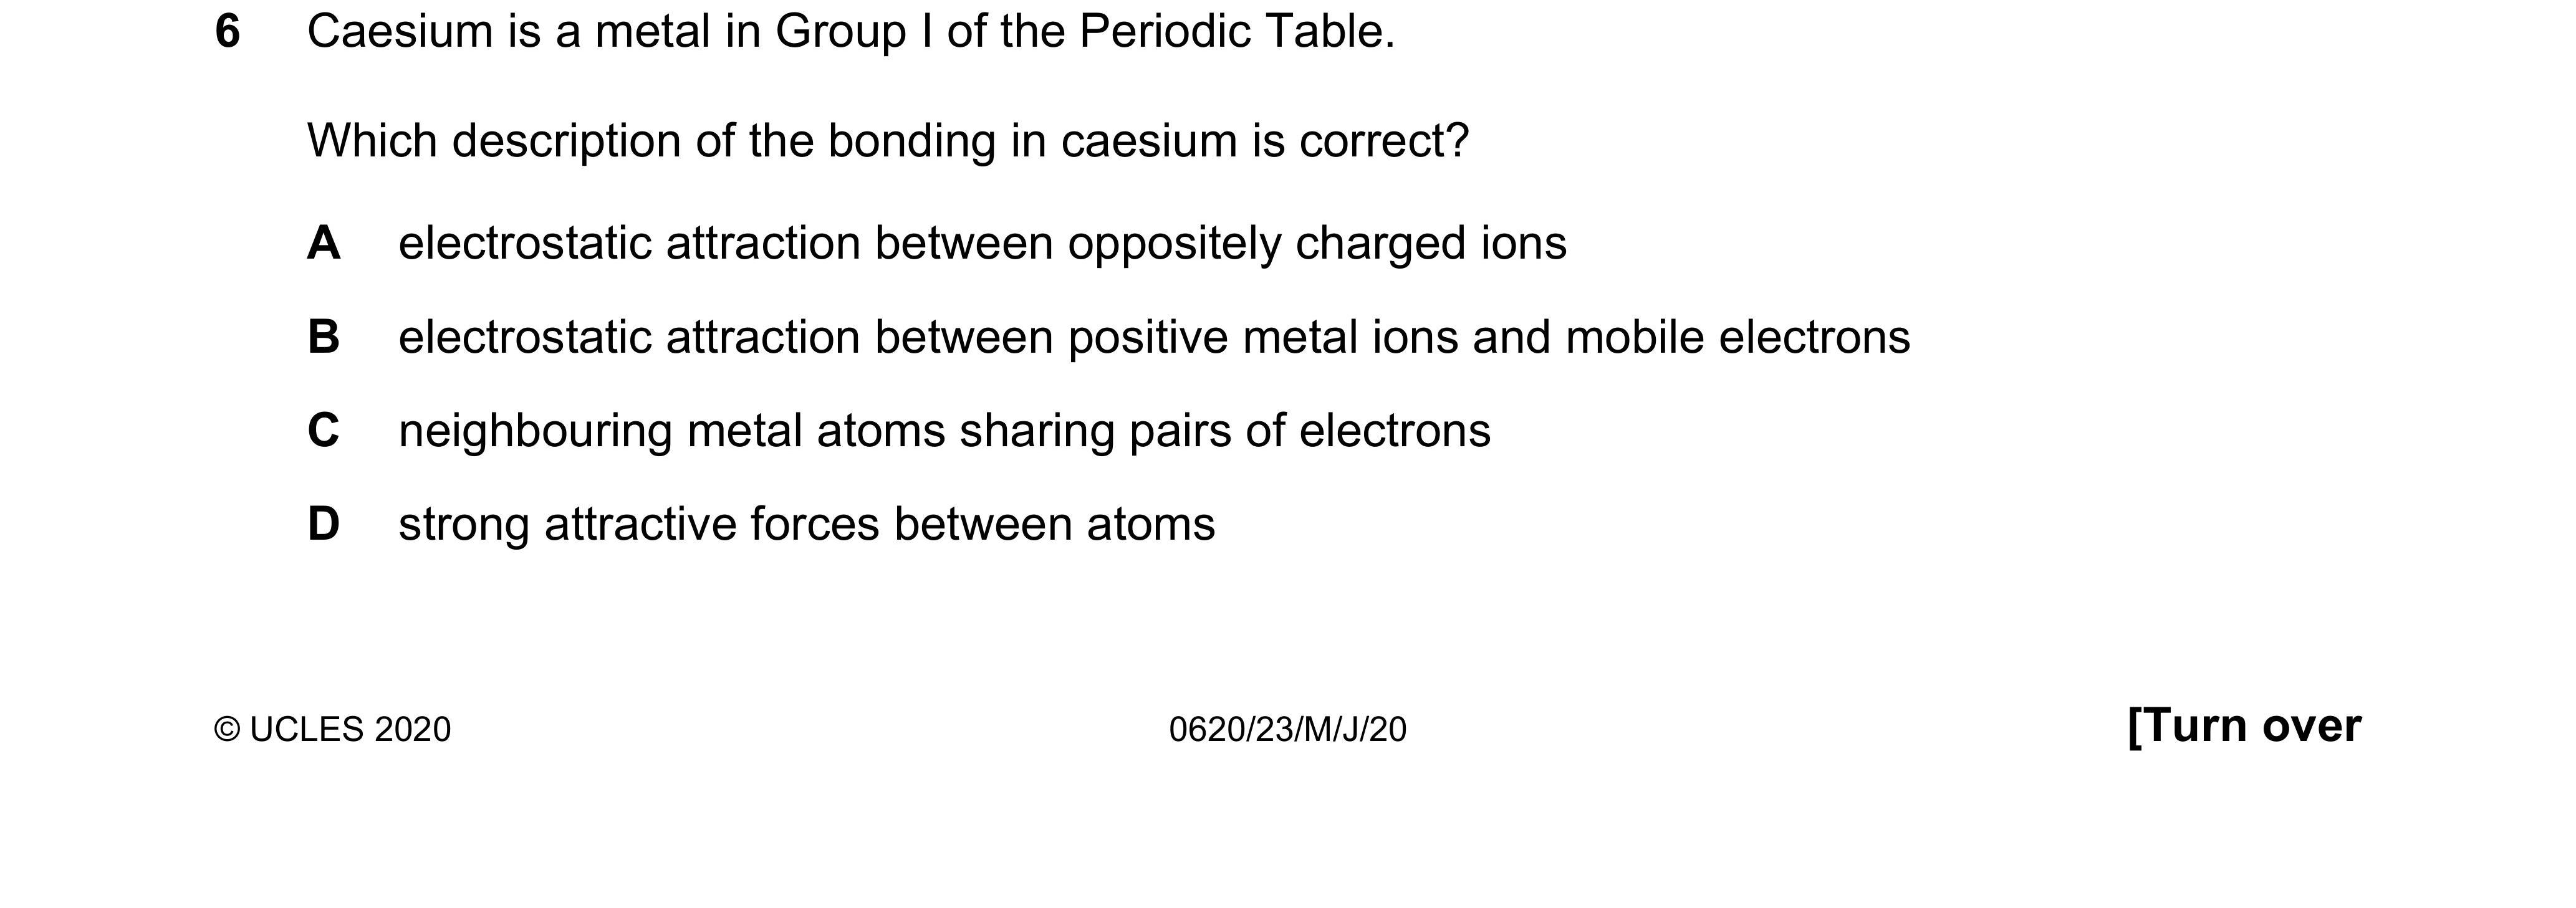 6 Caesium is a metal in Group I of the Periodic Table.
Which description of the bonding in caesium is correct?
A electrostatic attraction between oppositely charged ions
B electrostatic attraction between positive metal ions and mobile electrons
C neighbouring metal atoms sharing pairs of electrons
D strong attractive forces between atoms
© UCLES 2020 0620/23/M/J/20 [Turn over